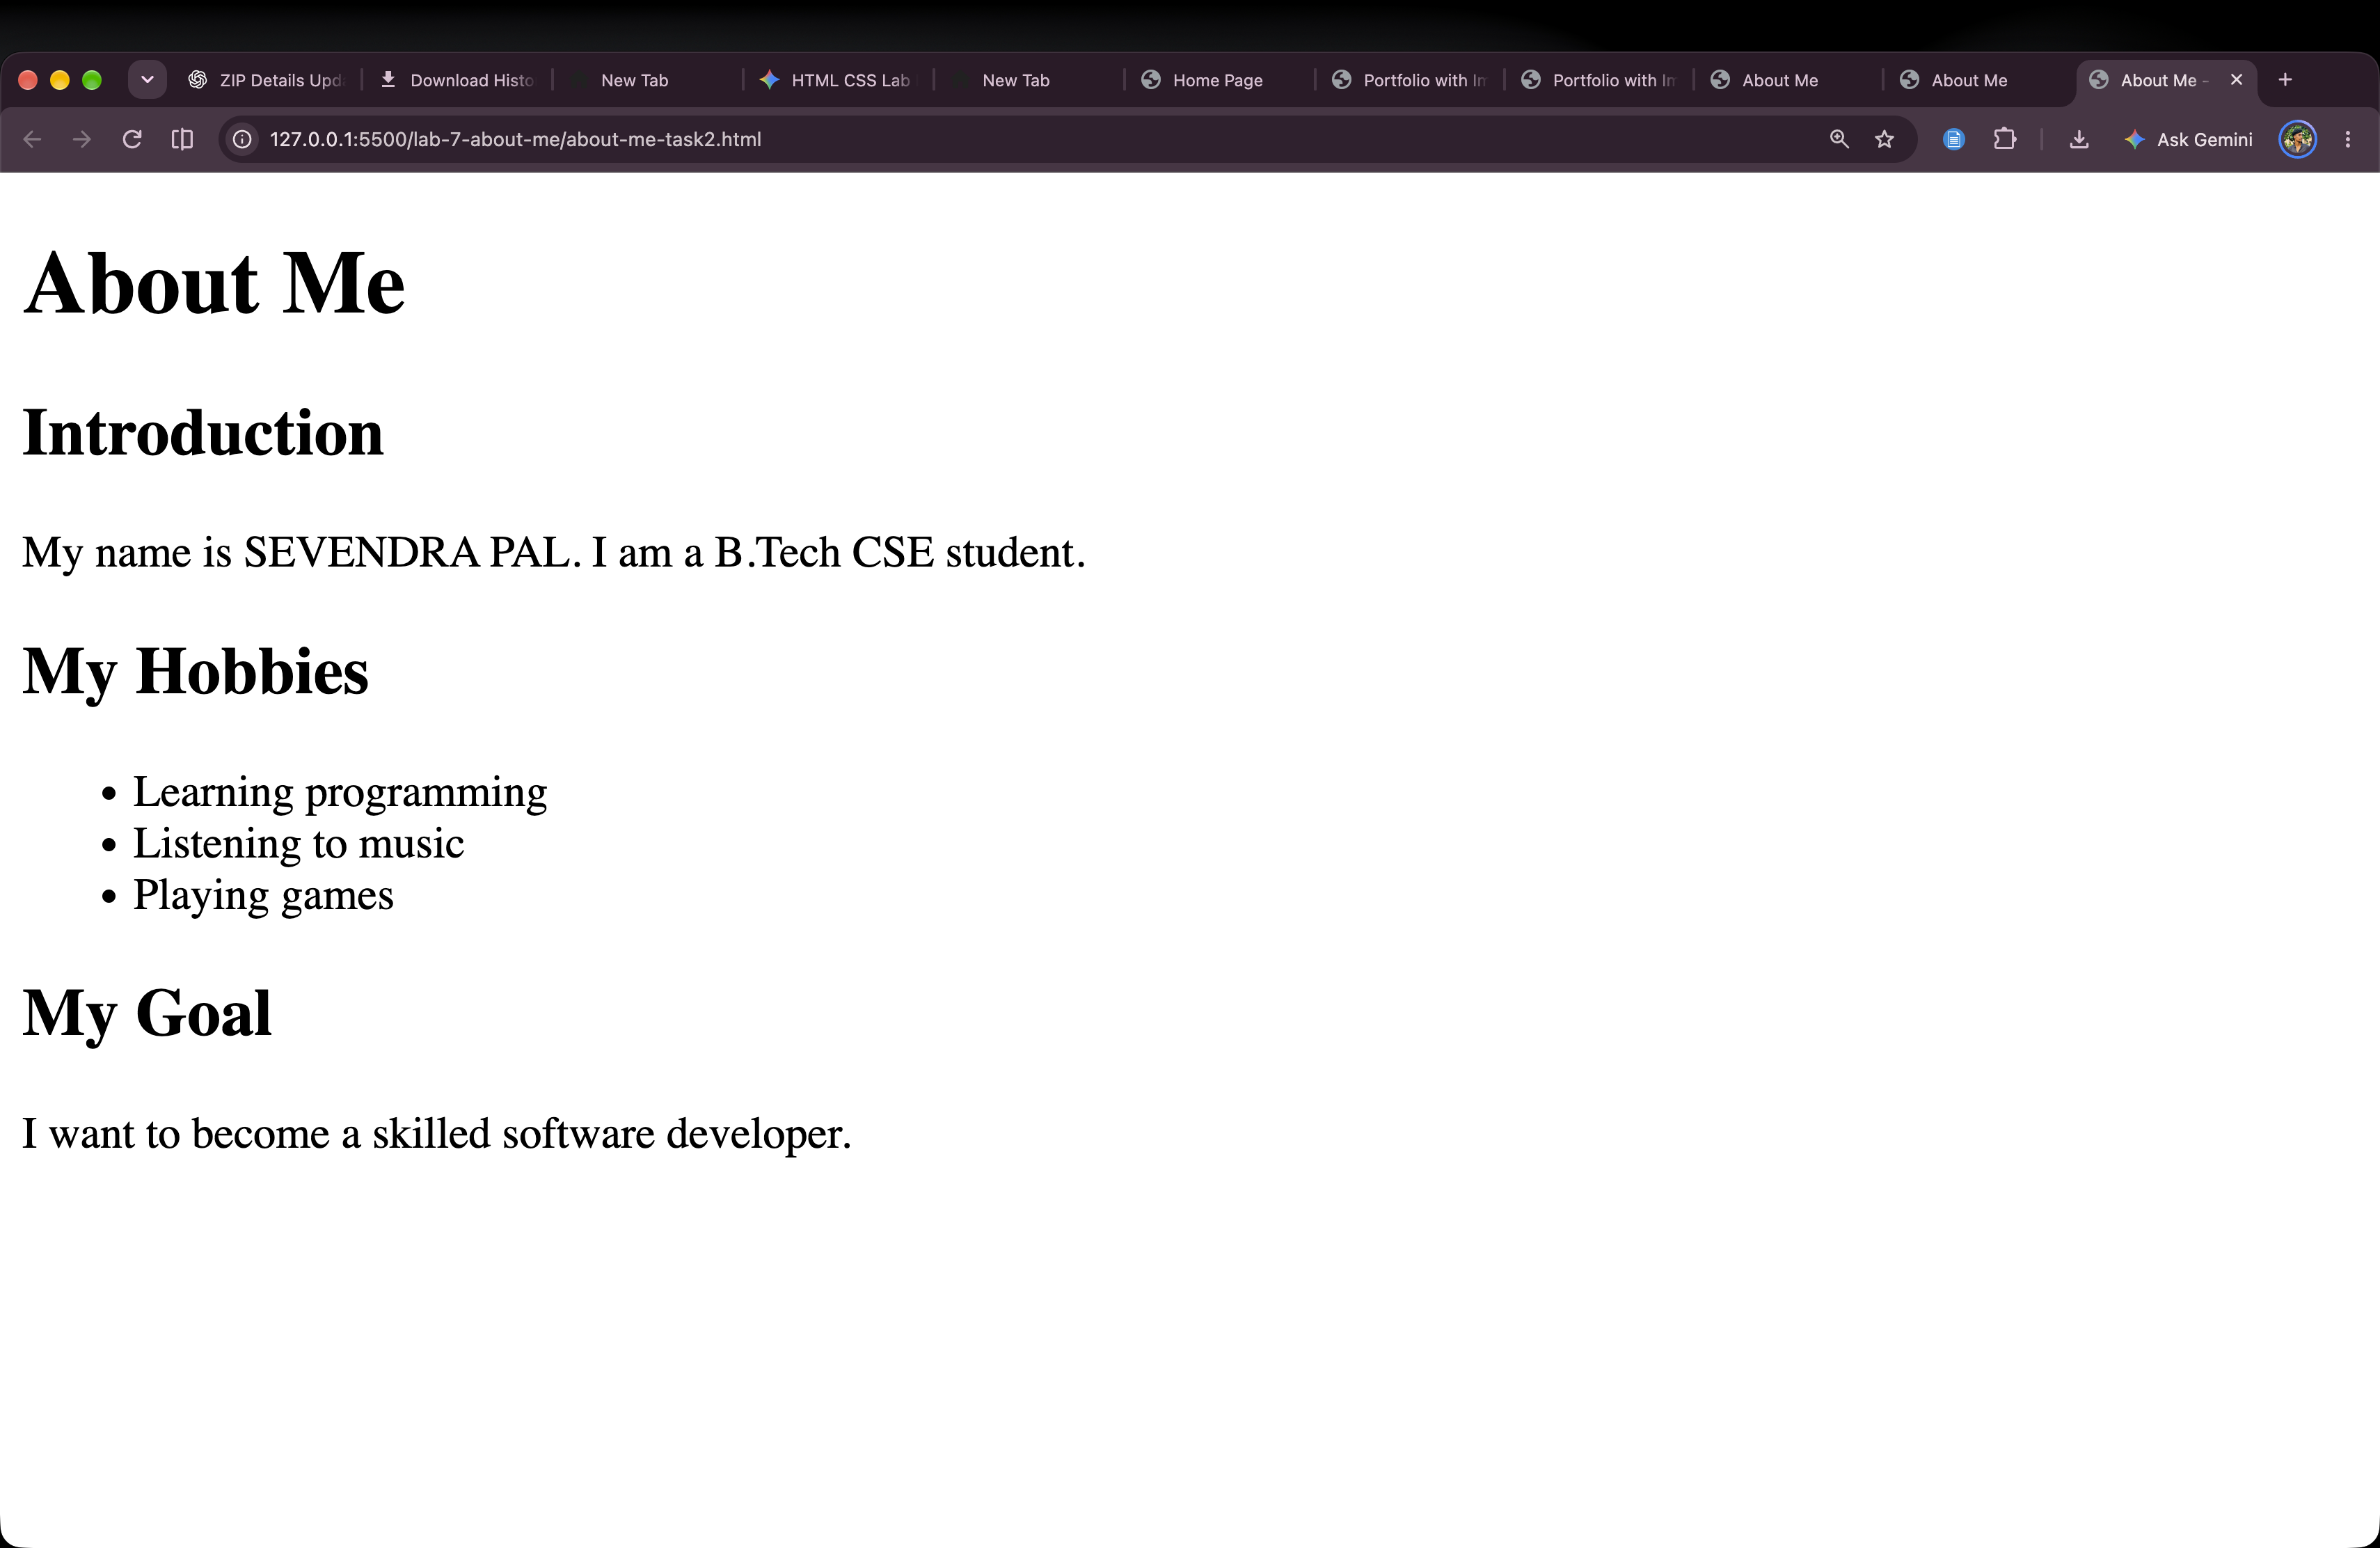 ZIP Details Upd
Download Histo
New Tab
HTML CSS Lab
New Tab
Home Page
Portfolio with In
Portfolio with In
About Me
About Me
About Me -
127.0.0.1:5500/lab-7-about-me/about-me-task2.html
Ask Gemini
About Me
Introduction
My name is SEVENDRA PAL. I am a B.Tech CSE student.
My Hobbies
• Learning programming
• Listening to music
• Playing games
My Goal
I want to become a skilled software developer.